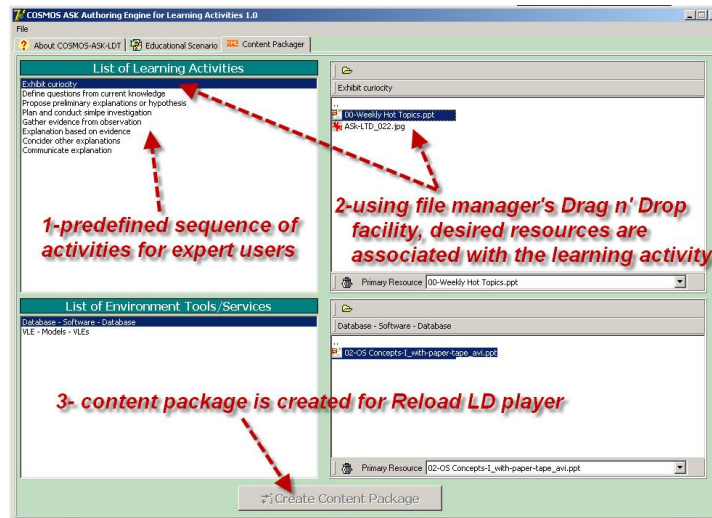 COSMOS ASK Authoring Engine for Learning Activities 1.0
File
About COSMOS-ASK-LDT Educational Scenario Content Packager
List of Learning Activities
Exhibit curiocity
Define questions from current knowledge
Propose preliminary explanations or hypothesis
Plan and conduct simlpe investigation
Gather evidence from observation
Explanation based on evidence
Concider other explanations
Communicate explanation
1-predefined sequence of
activities for expert users
Exhibit curiocity
..
00-Weekly Hot Topics.ppt
ASk-LTD_022.jpg
2-using file manager's Drag n' Drop
facility, desired resources are
associated with the learning activity
Primary Resource 00-Weekly Hot Topics.ppt
List of Environment Tools/Services
Database - Software - Database
VLE - Models - VLEs
Database - Software - Database
..
02-OS Concepts-I_with-paper-tape_avi.ppt
3- content package is created for Reload LD player
Primary Resource 02-OS Concepts-I_with-paper-tape_avi.ppt
Create Content Package